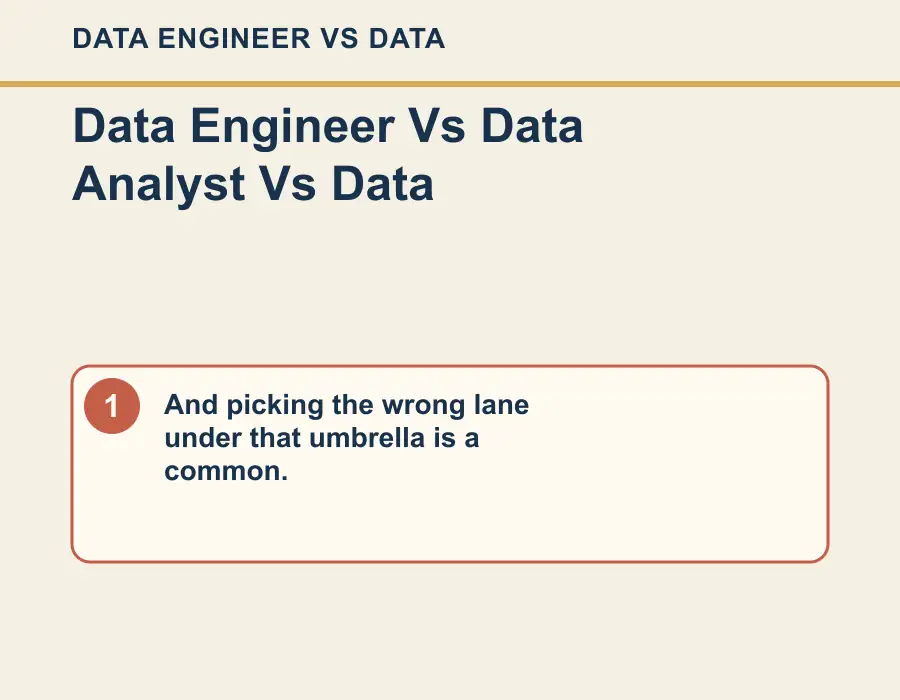 DATA ENGINEER VS DATA
Data Engineer Vs Data
Analyst Vs Data
1
And picking the wrong lane
under that umbrella is a
common.